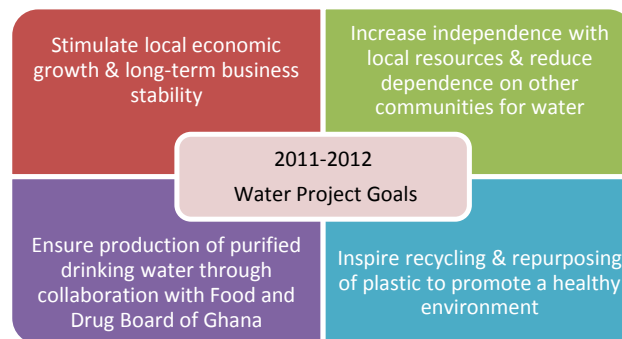 Stimulate local economic
growth & long-term business
stability
Increase independence with
local resources & reduce
dependence on other
communities for water
2011-2012
Water Project Goals
Ensure production of purified
drinking water through
collaboration with Food and
Drug Board of Ghana
Inspire recycling & repurposing
of plastic to promote a healthy
environment